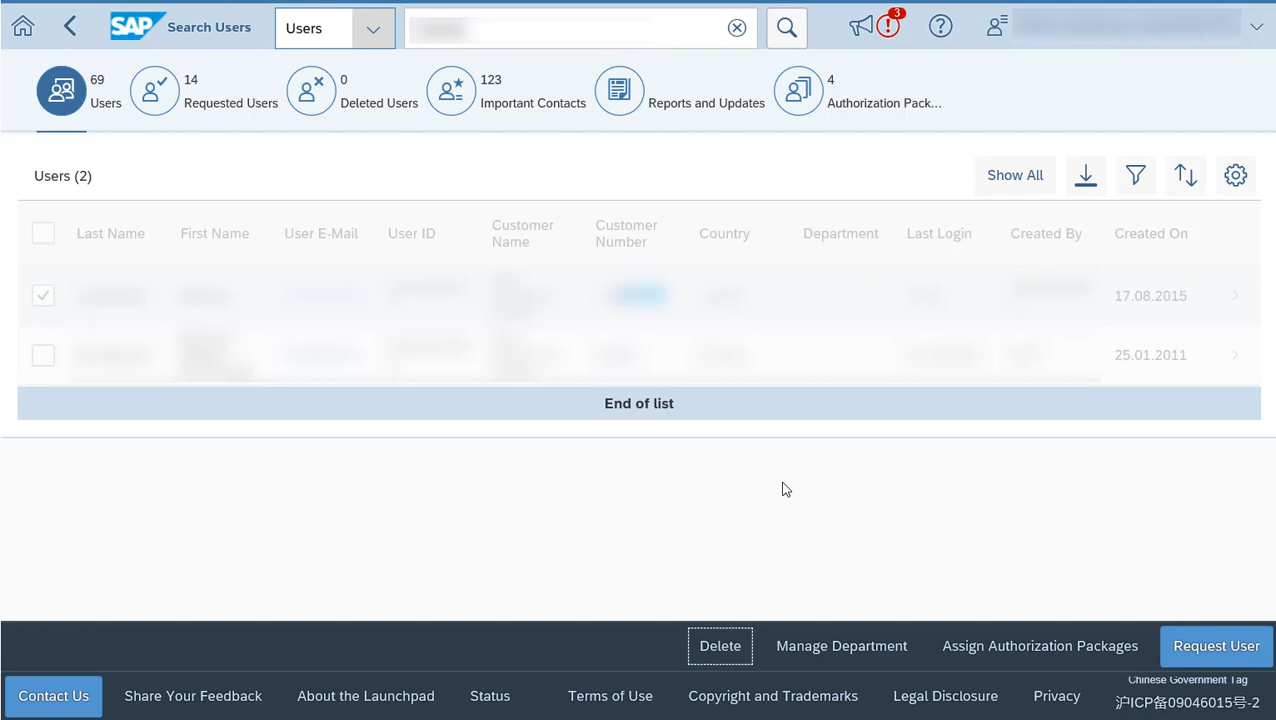 SAP Search Users Users 3
69 14 0 123 4
Users Requested Users Deleted Users Important Contacts Reports and Updates Authorization Pack...
Users (2) Show All
Last Name First Name User E-Mail User ID Customer Name Customer Number Country Department Last Login Created By Created On
17.08.2015
25.01.2011
End of list
Delete Manage Department Assign Authorization Packages Request User
Contact Us Share Your Feedback About the Launchpad Status Terms of Use Copyright and Trademarks Legal Disclosure Privacy Chinese Government Tag
沪ICP备09046015号-2